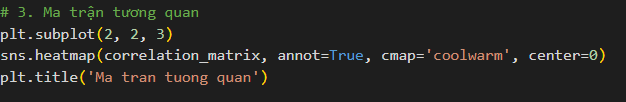 # 3. Ma trận tương quan
plt.subplot(2, 2, 3)
sns.heatmap(correlation_matrix, annot=True, cmap='coolwarm', center=0)
plt.title('Ma tran tuong quan')